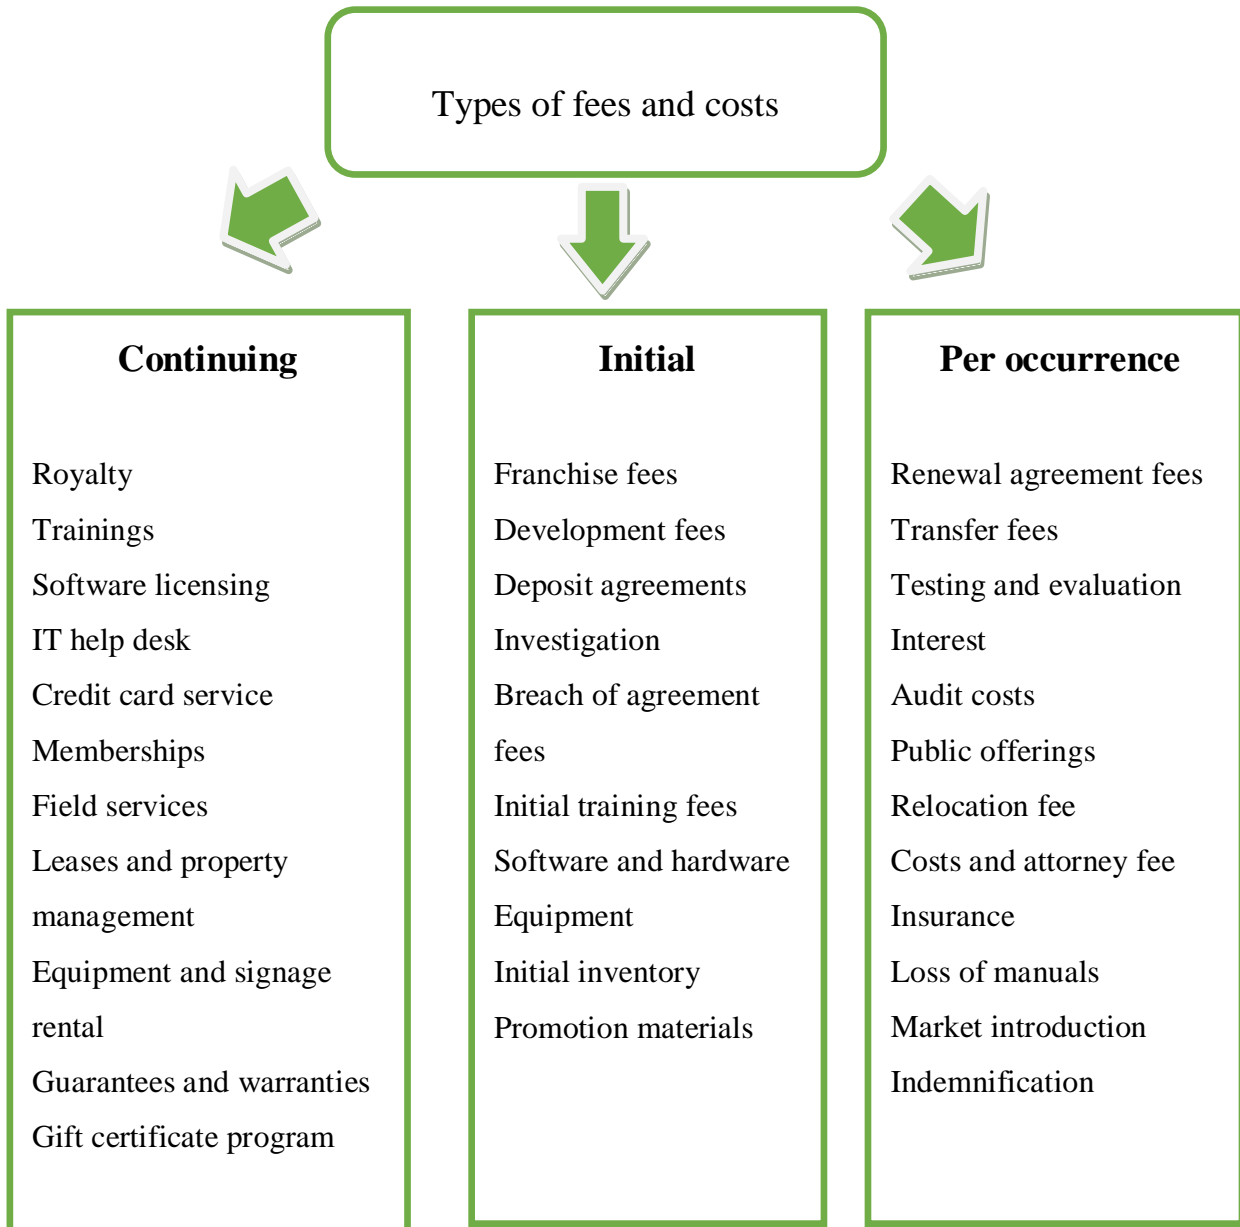 Types of fees and costs
Continuing
Royalty
Trainings
Software licensing
IT help desk
Credit card service
Memberships
Field services
Leases and property
management
Equipment and signage
rental
Guarantees and warranties
Gift certificate program
Initial
Franchise fees
Development fees
Deposit agreements
Investigation
Breach of agreement
fees
Initial training fees
Software and hardware
Equipment
Initial inventory
Promotion materials
Per occurrence
Renewal agreement fees
Transfer fees
Testing and evaluation
Interest
Audit costs
Public offerings
Relocation fee
Costs and attorney fee
Insurance
Loss of manuals
Market introduction
Indemnification